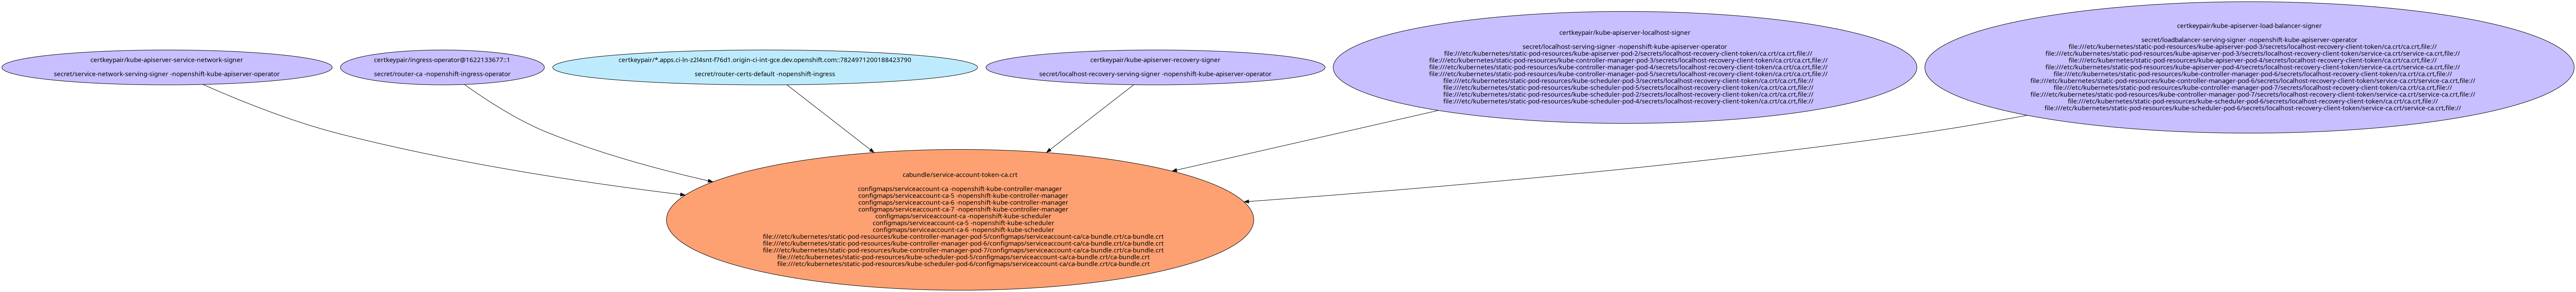 certkeypair/kube-apiserver-service-network-signer
secret/service-network-serving-signer -nopenshift-kube-apiserver-operator
certkeypair/ingress-operator@1622133677::1
secret/router-ca -nopenshift-ingress-operator
certkeypair/*.apps.ci-ln-z2l4snt-f76d1.origin-ci-int-gce.dev.openshift.com::7824971200188423790
secret/router-certs-default -nopenshift-ingress
certkeypair/kube-apiserver-recovery-signer
secret/localhost-recovery-serving-signer -nopenshift-kube-apiserver-operator
certkeypair/kube-apiserver-localhost-signer
secret/localhost-serving-signer -nopenshift-kube-apiserver-operator
file:///etc/kubernetes/static-pod-resources/kube-apiserver-pod-2/secrets/localhost-recovery-client-token/ca.crt/ca.crt,file://
file:///etc/kubernetes/static-pod-resources/kube-controller-manager-pod-3/secrets/localhost-recovery-client-token/ca.crt/ca.crt,file://
file:///etc/kubernetes/static-pod-resources/kube-controller-manager-pod-4/secrets/localhost-recovery-client-token/ca.crt/ca.crt,file://
file:///etc/kubernetes/static-pod-resources/kube-controller-manager-pod-5/secrets/localhost-recovery-client-token/ca.crt/ca.crt,file://
file:///etc/kubernetes/static-pod-resources/kube-scheduler-pod-3/secrets/localhost-recovery-client-token/ca.crt/ca.crt,file://
file:///etc/kubernetes/static-pod-resources/kube-scheduler-pod-5/secrets/localhost-recovery-client-token/ca.crt/ca.crt,file://
file:///etc/kubernetes/static-pod-resources/kube-scheduler-pod-2/secrets/localhost-recovery-client-token/ca.crt/ca.crt,file://
file:///etc/kubernetes/static-pod-resources/kube-scheduler-pod-4/secrets/localhost-recovery-client-token/ca.crt/ca.crt,file://
certkeypair/kube-apiserver-load-balancer-signer
secret/loadbalancer-serving-signer -nopenshift-kube-apiserver-operator
file:///etc/kubernetes/static-pod-resources/kube-apiserver-pod-3/secrets/localhost-recovery-client-token/ca.crt/ca.crt,file://
file:///etc/kubernetes/static-pod-resources/kube-apiserver-pod-3/secrets/localhost-recovery-client-token/service-ca.crt/service-ca.crt,file://
file:///etc/kubernetes/static-pod-resources/kube-apiserver-pod-4/secrets/localhost-recovery-client-token/ca.crt/ca.crt,file://
file:///etc/kubernetes/static-pod-resources/kube-apiserver-pod-4/secrets/localhost-recovery-client-token/service-ca.crt/service-ca.crt,file://
file:///etc/kubernetes/static-pod-resources/kube-controller-manager-pod-6/secrets/localhost-recovery-client-token/ca.crt/ca.crt,file://
file:///etc/kubernetes/static-pod-resources/kube-controller-manager-pod-6/secrets/localhost-recovery-client-token/service-ca.crt/service-ca.crt,file://
file:///etc/kubernetes/static-pod-resources/kube-controller-manager-pod-7/secrets/localhost-recovery-client-token/ca.crt/ca.crt,file://
file:///etc/kubernetes/static-pod-resources/kube-controller-manager-pod-7/secrets/localhost-recovery-client-token/service-ca.crt/service-ca.crt,file://
file:///etc/kubernetes/static-pod-resources/kube-scheduler-pod-6/secrets/localhost-recovery-client-token/ca.crt/ca.crt,file://
file:///etc/kubernetes/static-pod-resources/kube-scheduler-pod-6/secrets/localhost-recovery-client-token/service-ca.crt/service-ca.crt,file://
cabundle/service-account-token-ca.crt
configmaps/serviceaccount-ca -nopenshift-kube-controller-manager
configmaps/serviceaccount-ca-5 -nopenshift-kube-controller-manager
configmaps/serviceaccount-ca-6 -nopenshift-kube-controller-manager
configmaps/serviceaccount-ca-7 -nopenshift-kube-controller-manager
configmaps/serviceaccount-ca -nopenshift-kube-scheduler
configmaps/serviceaccount-ca-5 -nopenshift-kube-scheduler
configmaps/serviceaccount-ca-6 -nopenshift-kube-scheduler
file:///etc/kubernetes/static-pod-resources/kube-controller-manager-pod-5/configmaps/serviceaccount-ca/ca-bundle.crt/ca-bundle.crt
file:///etc/kubernetes/static-pod-resources/kube-controller-manager-pod-6/configmaps/serviceaccount-ca/ca-bundle.crt/ca-bundle.crt
file:///etc/kubernetes/static-pod-resources/kube-controller-manager-pod-7/configmaps/serviceaccount-ca/ca-bundle.crt/ca-bundle.crt
file:///etc/kubernetes/static-pod-resources/kube-scheduler-pod-5/configmaps/serviceaccount-ca/ca-bundle.crt/ca-bundle.crt
file:///etc/kubernetes/static-pod-resources/kube-scheduler-pod-6/configmaps/serviceaccount-ca/ca-bundle.crt/ca-bundle.crt